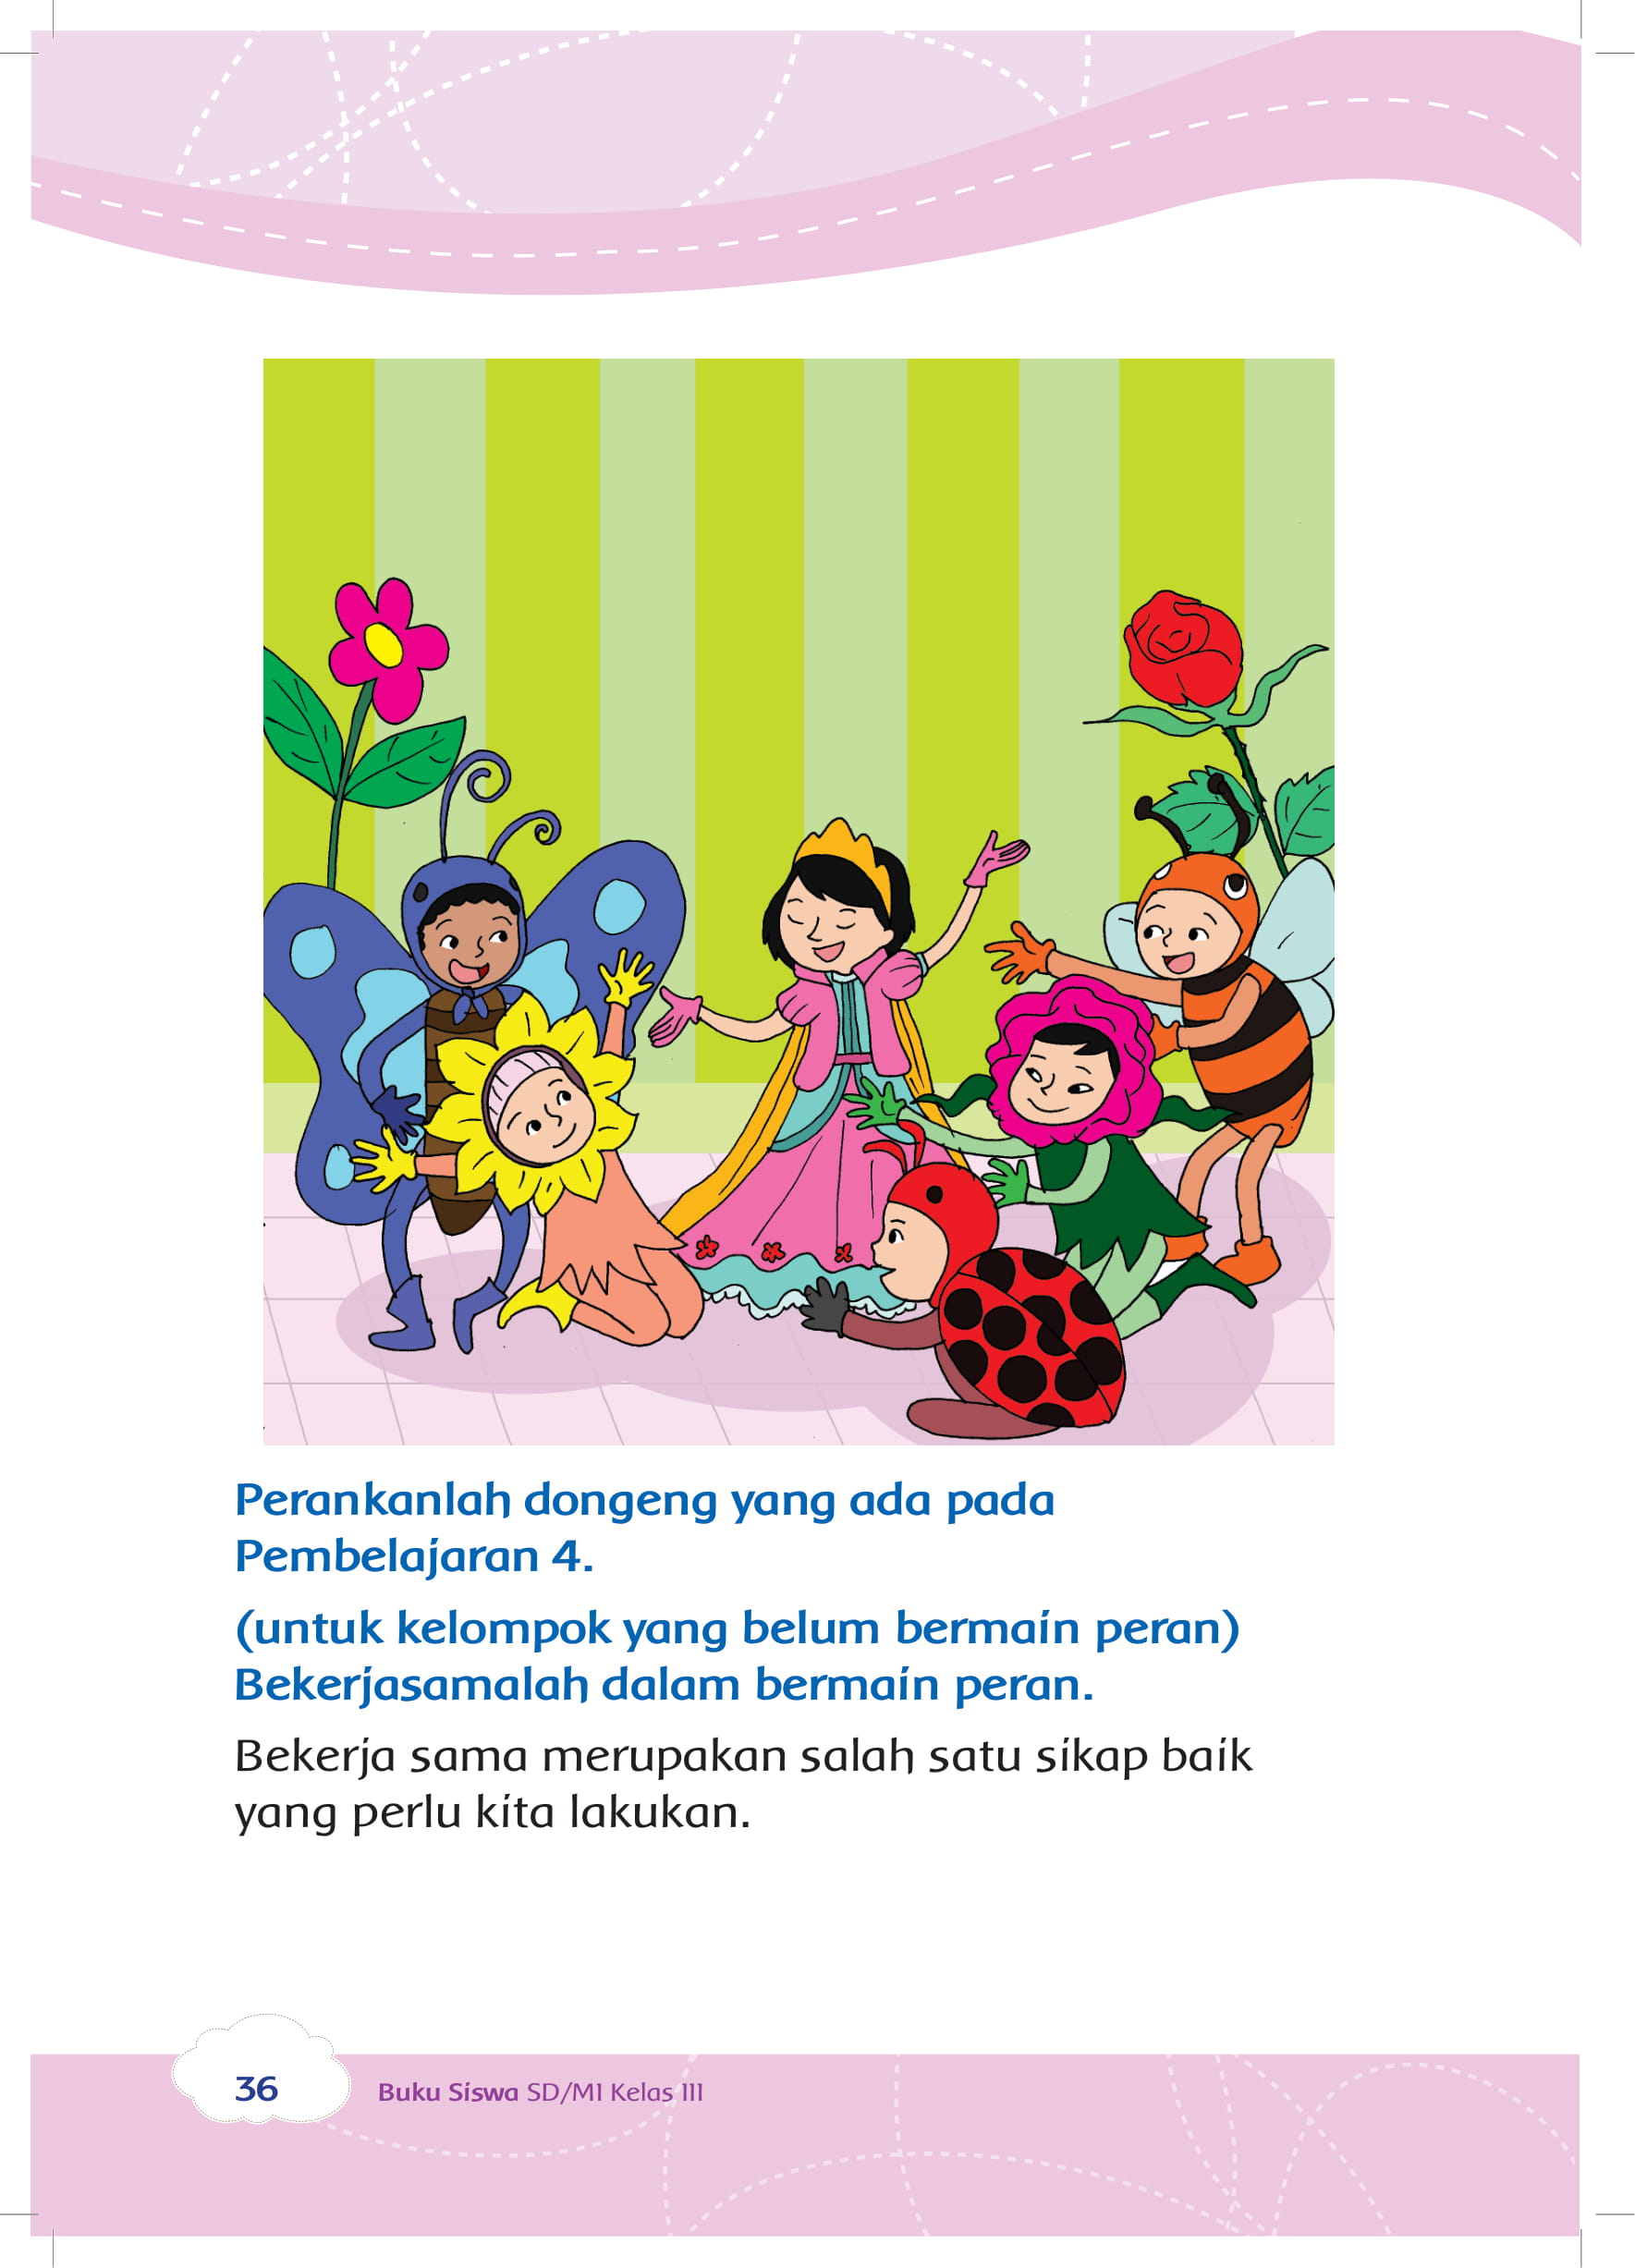 Perankanlah dongeng yang ada pada
Pembelajaran 4.
(untuk kelompok yang belum bermain peran)
Bekerjasamalah dalam bermain peran.
Bekerja sama merupakan salah satu sikap baik
yang perlu kita lakukan.
36
Buku Siswa SD/MI Kelas III